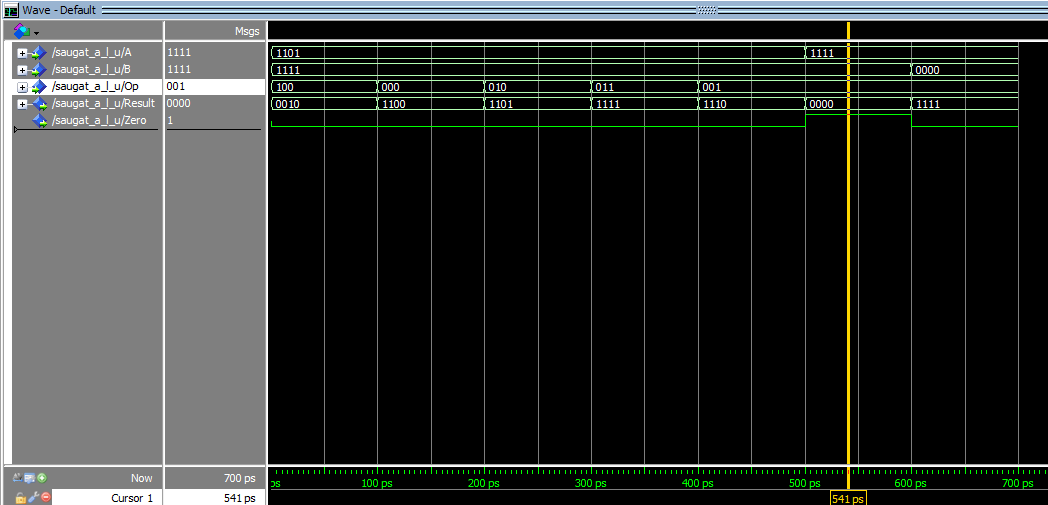 Wave - Default
Msgs
/saugat_a_l_u/A 1111 1101 1111
/saugat_a_l_u/B 1111 1111 0000
/saugat_a_l_u/Op 001 100 000 010 011 001
/saugat_a_l_u/Result 0000 0010 1100 1101 1111 1110 0000 1111
/saugat_a_l_u/Zero 1
Now 700 ps ps 100 ps 200 ps 300 ps 400 ps 500 ps 600 ps 700 ps
Cursor 1 541 ps 541 ps